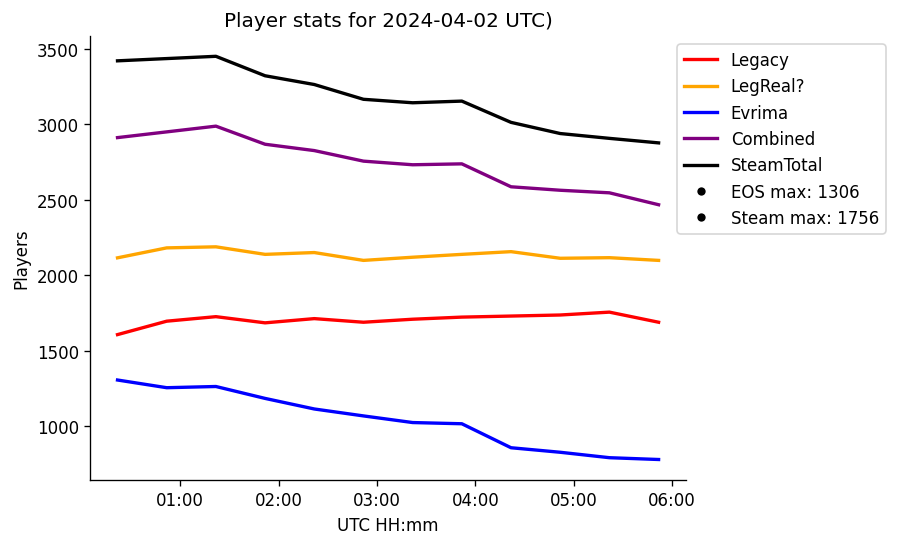 Player stats for 2024-04-02 UTC)
3500
3000
2500
2000
1500
1000
Players
01:00
02:00
03:00
04:00
05:00
06:00
UTC HH:mm
Legacy
LegReal?
Evrima
Combined
SteamTotal
EOS max: 1306
Steam max: 1756